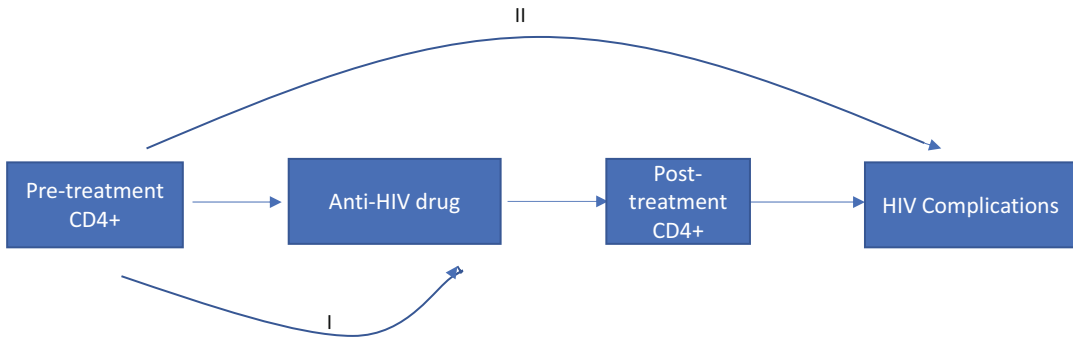 II
Pre-treatment
CD4+
Anti-HIV drug
Post-
treatment
CD4+
HIV Complications
I